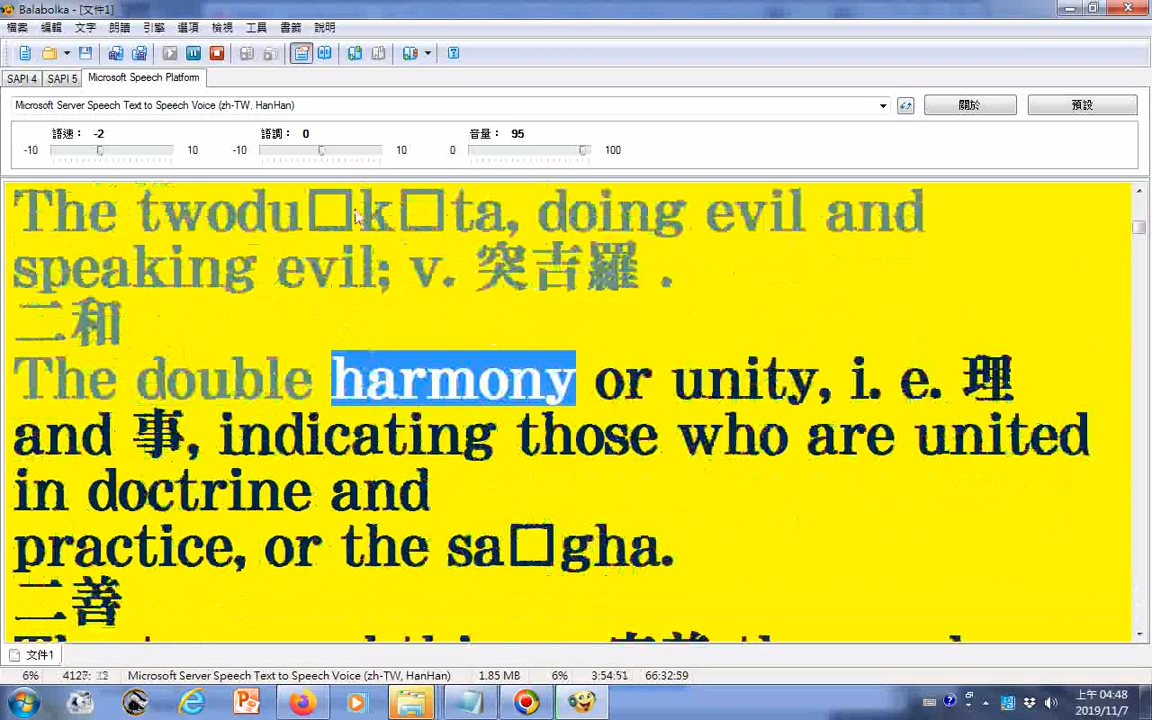 Balabolka - [文件1]
檔案 編輯 文字 朗讀 引擎 選項 檢視 工具 書籤 說明
SAPI 4 SAPI 5 Microsoft Speech Platform
Microsoft Server Speech Text to Speech Voice (zh-TW, HanHan) 關於 預設
語速： -2 語調： 0 音量： 95
-10 10 -10 10 0 100
The twodu□k□ta, doing evil and
speaking evil; v. 突吉羅 .
二和
The double harmony or unity, i. e. 理
and 事, indicating those who are united
in doctrine and
practice, or the sa□gha.
二善
文件1
6% Microsoft Server Speech Text to Speech Voice (zh-TW, HanHan) 1.85 MB 6% 3:54:51 66:32:59
上午 04:48
2019/11/7